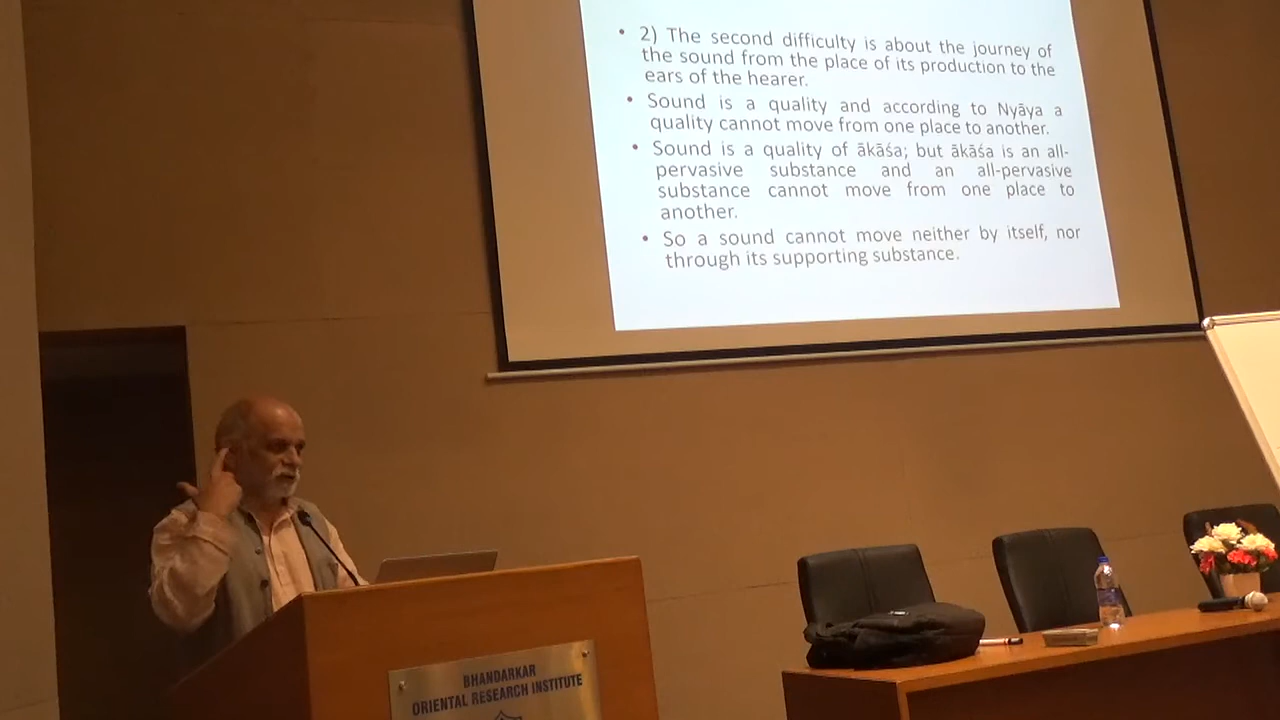 • 2) The second difficulty is about the journey of
the sound from the place of its production to the
ears of the hearer.
• Sound is a quality and according to Nyāya a
quality cannot move from one place to another.
• Sound is a quality of ākāśa; but ākāśa is an all-
pervasive substance and an all-pervasive
substance cannot move from one place to
another.
• So a sound cannot move neither by itself, nor
through its supporting substance.
BHANDARKAR
ORIENTAL RESEARCH INSTITUTE